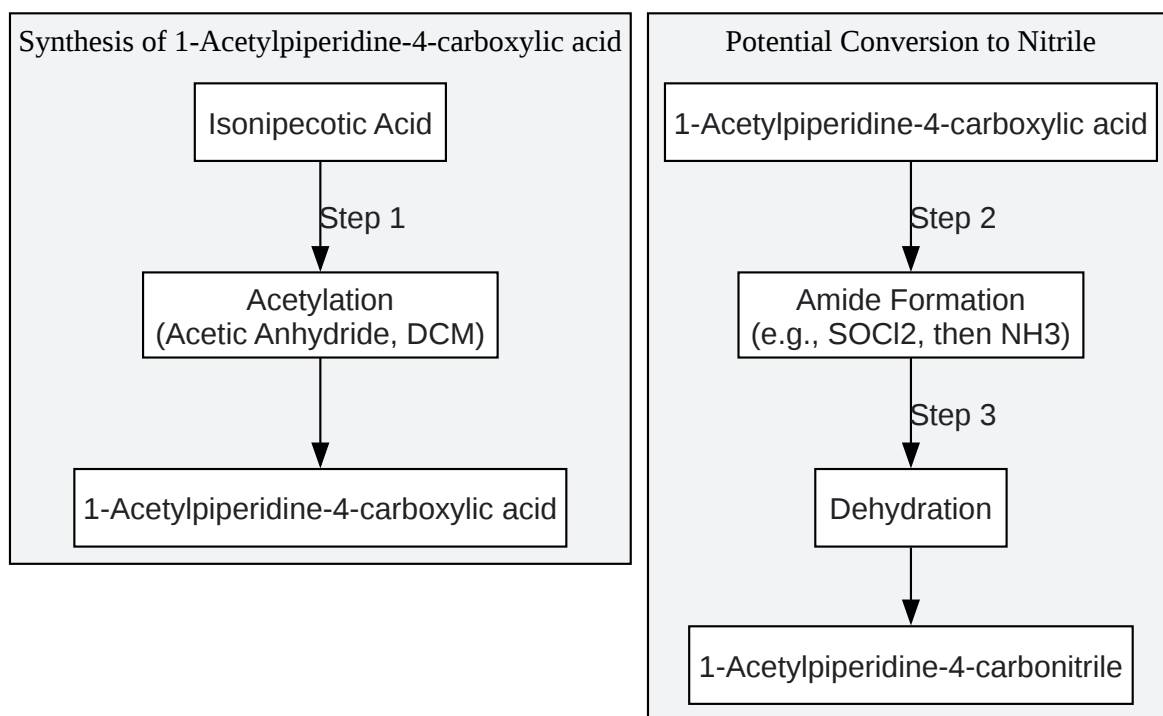 Synthesis of 1-Acetylpiperidine-4-carboxylic acid
Isonipecotic Acid
Step 1
Acetylation
(Acetic Anhydride, DCM)
1-Acetylpiperidine-4-carboxylic acid
Potential Conversion to Nitrile
1-Acetylpiperidine-4-carboxylic acid
Step 2
Amide Formation
(e.g., SOCl2, then NH3)
Step 3
Dehydration
1-Acetylpiperidine-4-carbonitrile